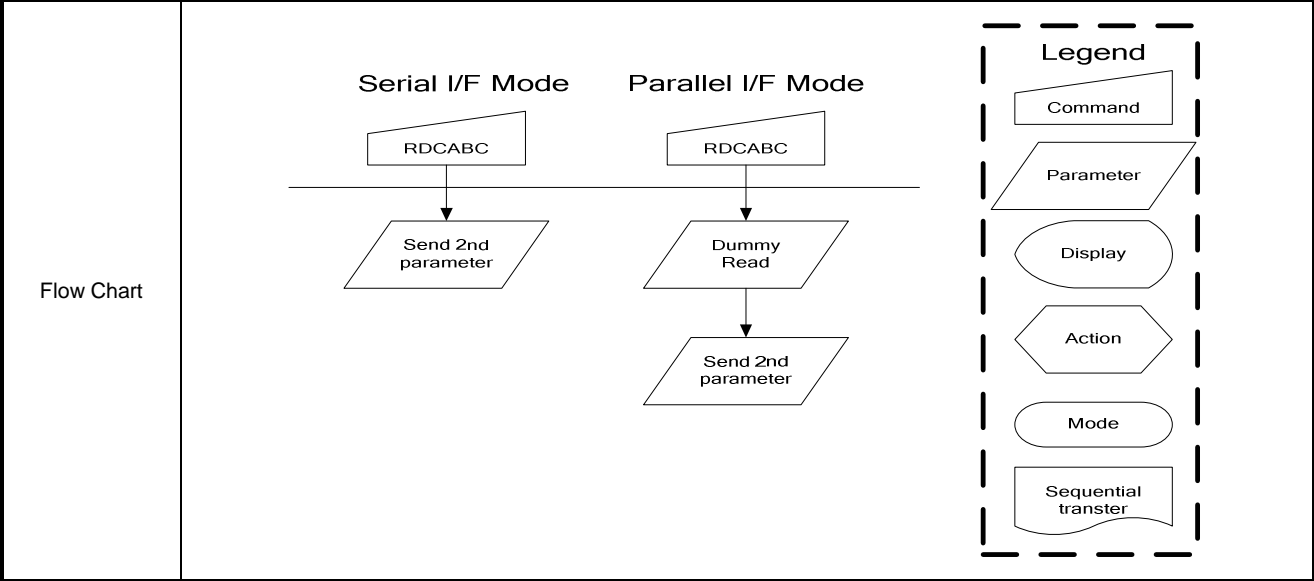 Flow Chart
Serial I/F Mode
RDCABC
Send 2nd
parameter
Parallel I/F Mode
RDCABC
Dummy
Read
Send 2nd
parameter
Legend
Command
Parameter
Display
Action
Mode
Sequential
transter